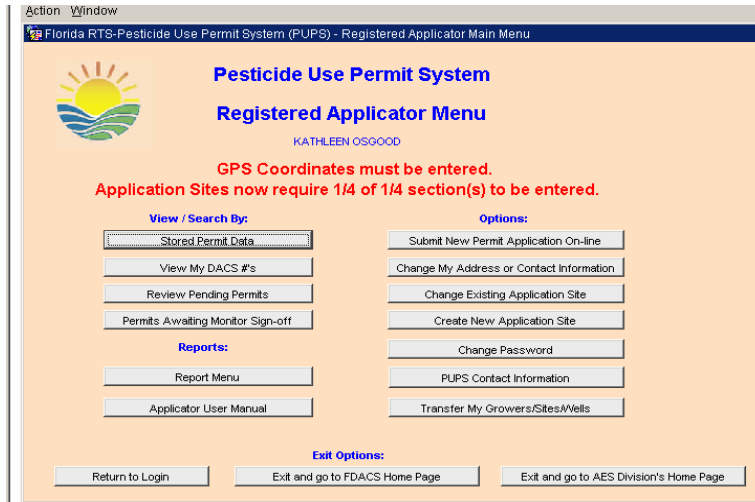 Action Window
Florida RTS-Pesticide Use Permit System (PUPS) - Registered Applicator Main Menu
Pesticide Use Permit System
Registered Applicator Menu
KATHLEEN OSGOOD
GPS Coordinates must be entered.
Application Sites now require 1/4 of 1/4 section(s) to be entered.
View / Search By:
Stored Permit Data
View My DACS #'s
Review Pending Permits
Permits Awaiting Monitor Sign-off
Reports:
Report Menu
Applicator User Manual
Options:
Submit New Permit Application On-line
Change My Address or Contact Information
Change Existing Application Site
Create New Application Site
Change Password
PUPS Contact Information
Transfer My Growers/Sites/Wells
Exit Options:
Return to Login
Exit and go to FDACS Home Page
Exit and go to AES Division's Home Page